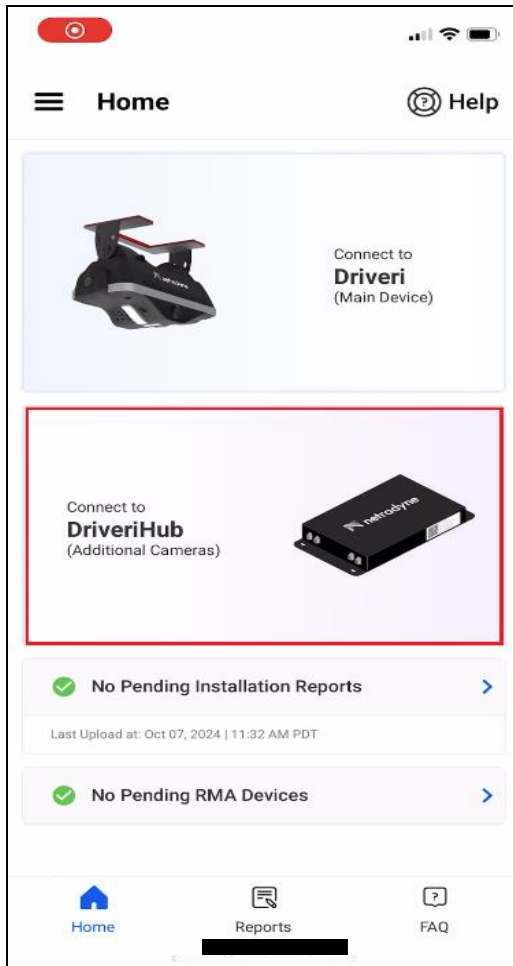 Home
Help
Connect to
Driveri
(Main Device)
netradyne
Connect to
DriveriHub
(Additional Cameras)
netradyne
No Pending Installation Reports
Last Upload at: Oct 07, 2024 | 11:32 AM PDT
No Pending RMA Devices
Home
Reports
FAQ